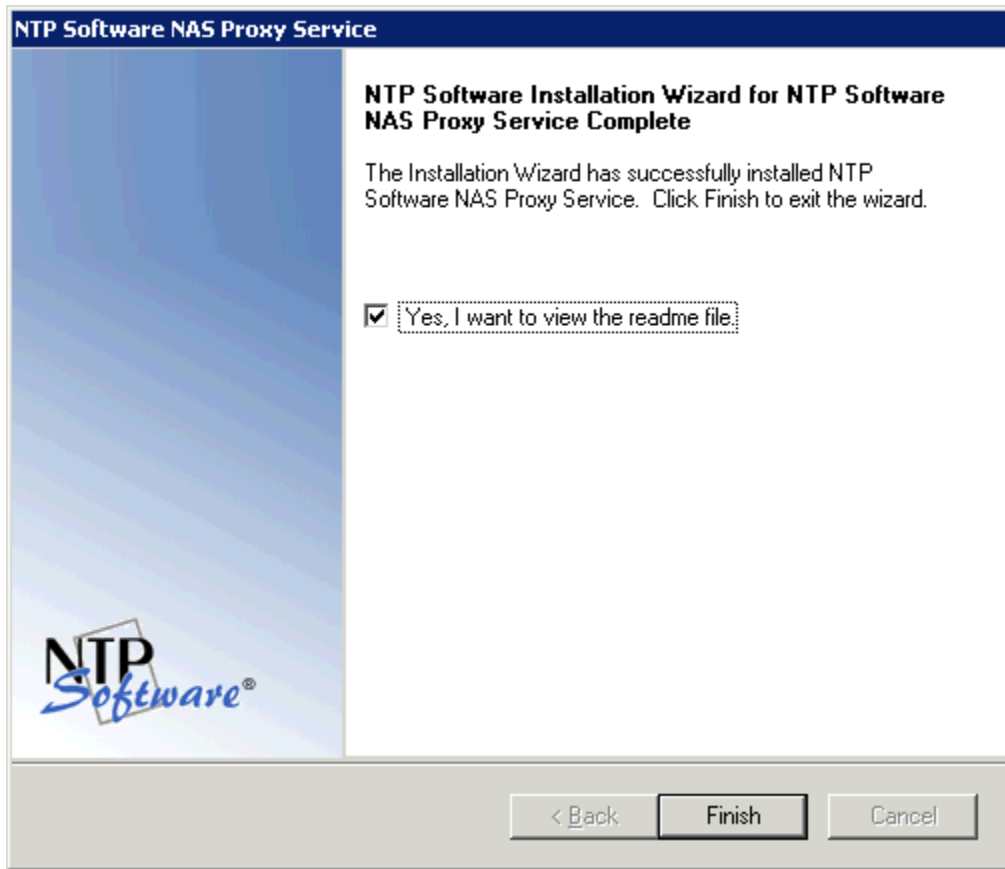 NTP Software NAS Proxy Service
NTP Software Installation Wizard for NTP Software
NAS Proxy Service Complete
The Installation Wizard has successfully installed NTP
Software NAS Proxy Service.  Click Finish to exit the wizard.
Yes, I want to view the readme file.
NTP
Software®
< Back
Finish
Cancel